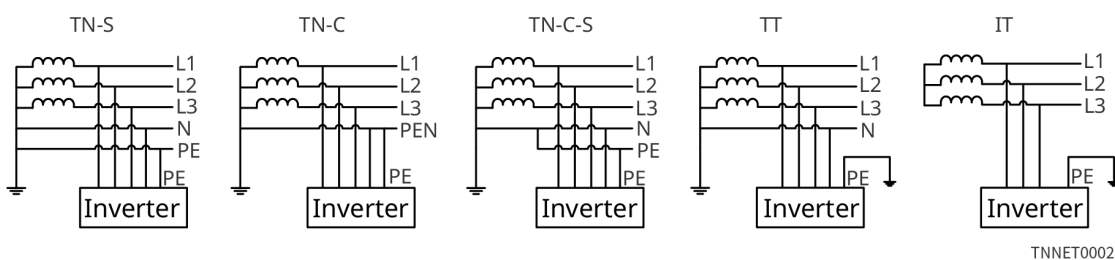 TN-S
TN-C
TN-C-S
TT
IT
L1
L2
L3
N
PE
PE
Inverter
L1
L2
L3
PEN
PE
Inverter
L1
L2
L3
N
PE
PE
Inverter
L1
L2
L3
N
PE
Inverter
L1
L2
L3
PE
Inverter
TNNET0002